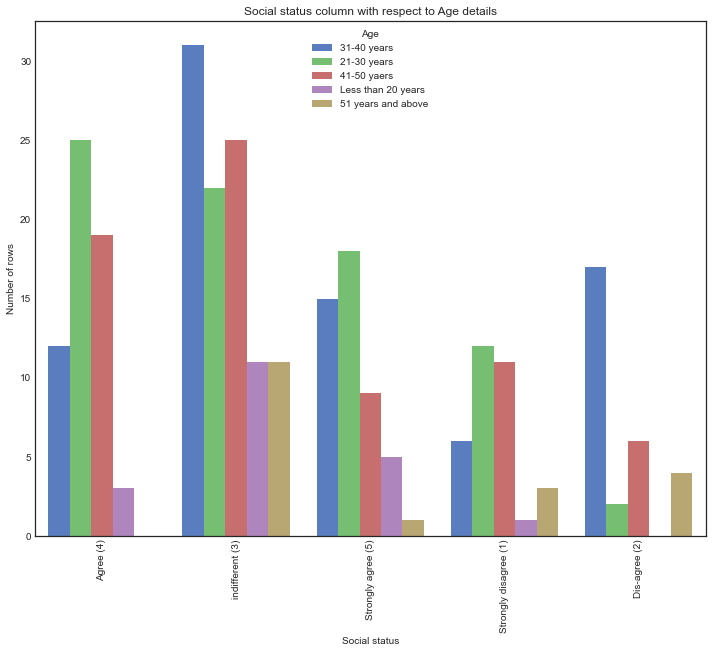 Social status column with respect to Age details
Age
31-40 years
21-30 years
41-50 yaers
Less than 20 years
51 years and above
30
25
20
15
10
5
0
Number of rows
Agree (4)
indifferent (3)
Strongly agree (5)
Strongly disagree (1)
Dis-agree (2)
Social status